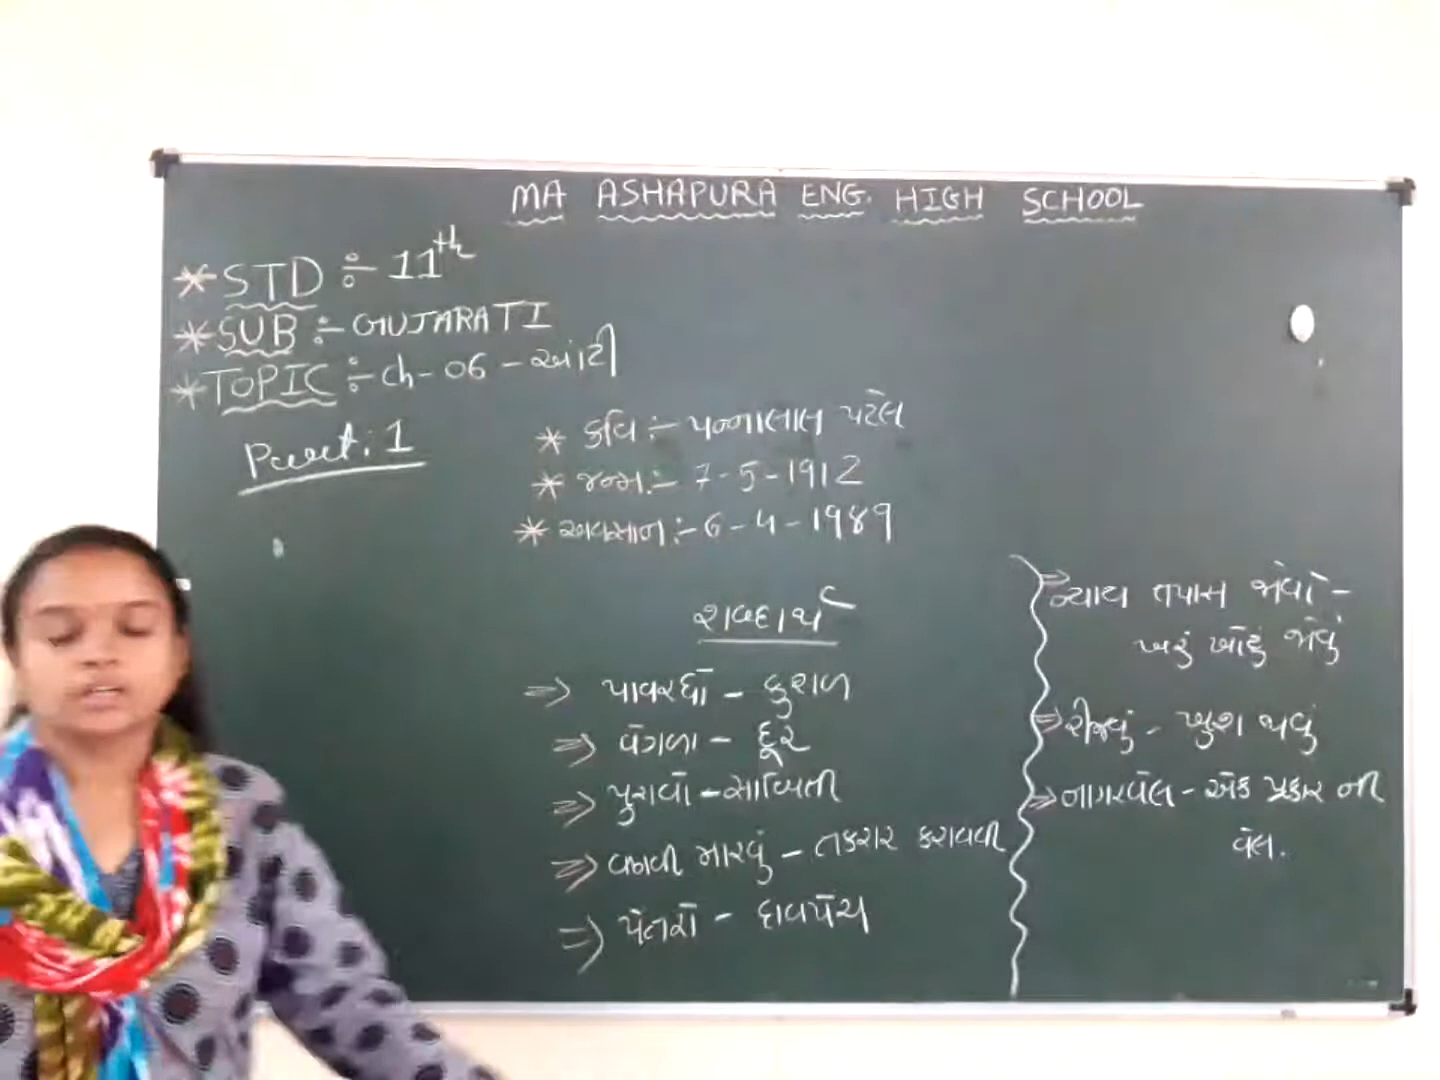 MA ASHAPURA ENG. HIGH SCHOOL
* STD :- 11th
* SUB :- GUJARATI
* TOPIC :- Ch-06 - આંટી
Part:1
* કવિ :- પન્નાલાલ પટેલ
* જન્મ :- 7-5-1912
* અવસાન :- 6-4-1989
શબ્દાર્થ
⇒ પાવરધો - કુશળ
⇒ વેગળા - દૂર
⇒ પુરાવો - સાબિતી
⇒ મારવું - તકરાર કરાવવી
⇒ પેંતરો - દાવપેચ
⇒ ન્યાય તપાસ જોવો -
ખરું ખોટું જોવું
⇒ રીઝવું - ખુશ થવું
⇒ નાગરવેલ - એક પ્રકાર ની
વેલ.